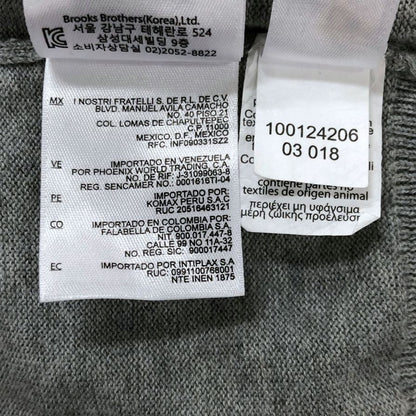 Brooks Brothers(Korea),Ltd.
서울 강남구 테헤란로 524
삼성대세빌딩 9층
소비자상담실 02)2052-8822
MX I NOSTRI FRATELLI S. DE R.L. DE C.V.
BLVD. MANUEL AVILA CAMACHO
NO. 40 PISO 21
COL. LOMAS DE CHAPULTEPEC
C.P. 11000
MEXICO, D.F., MEXICO
RFC. INF090331SZ2
VE IMPORTADO EN VENEZUELA
POR PHOENIX WORLD TRADING, C.A.
NO. DE RIF: J-31099063-8
REG. SENCAMER NO: 0001616TI-04
PE IMPORTADO POR:
KOMAX PERU S.A.C
RUC 20516463121
CO IMPORTADO EN COLOMBIA POR:
FALABELLA DE COLOMBIA S.A
NIT. 900.017.447-8
CALLE 99 NO 11A-32
NO. REG. SIC: 900017447
EC IMPORTADO POR INTIPLAX S.A
RUC: 0991100768001
NTE INEN 1875
100124206
03 018
contiene partes no
textiles de origen animal
περιέχει μη υφάνσιμα
μέρη ζωικής προέλευσ